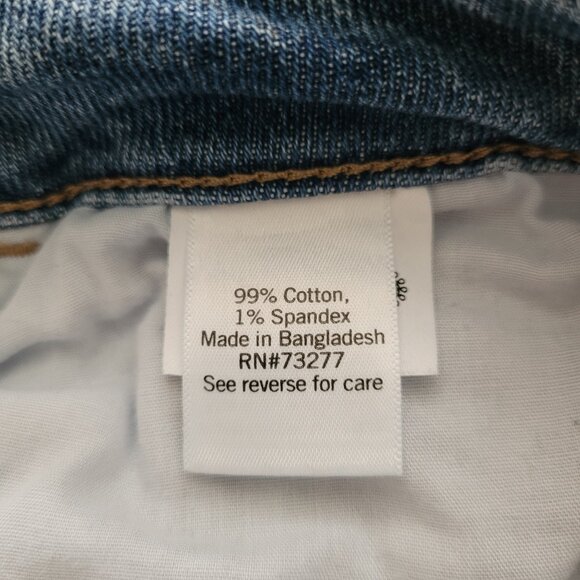 99% Cotton,
1% Spandex
Made in Bangladesh
RN#73277
See reverse for care